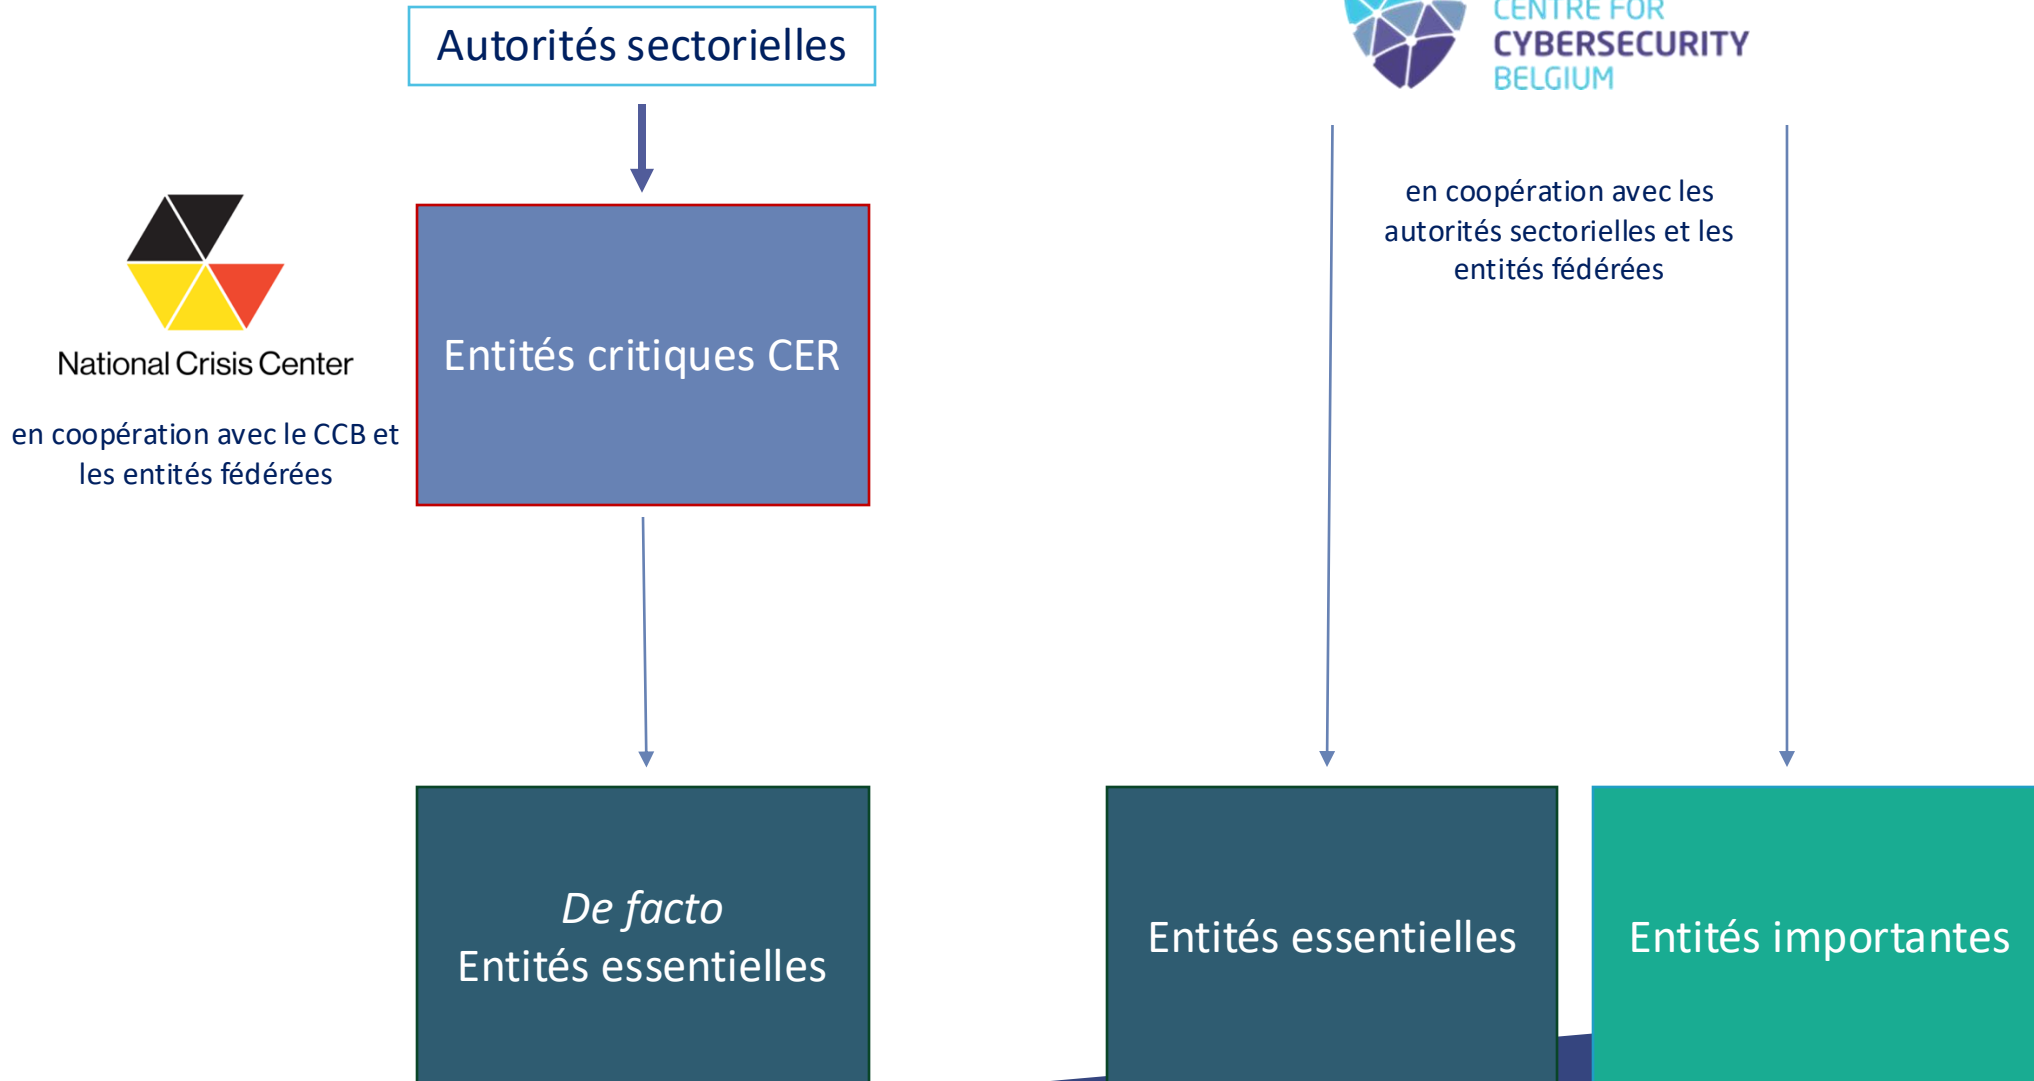 Autorités sectorielles
CENTRE FOR
CYBERSECURITY
BELGIUM
en coopération avec les
autorités sectorielles et les
entités fédérées
National Crisis Center
en coopération avec le CCB et
les entités fédérées
Entités critiques CER
De facto
Entités essentielles
Entités essentielles
Entités importantes